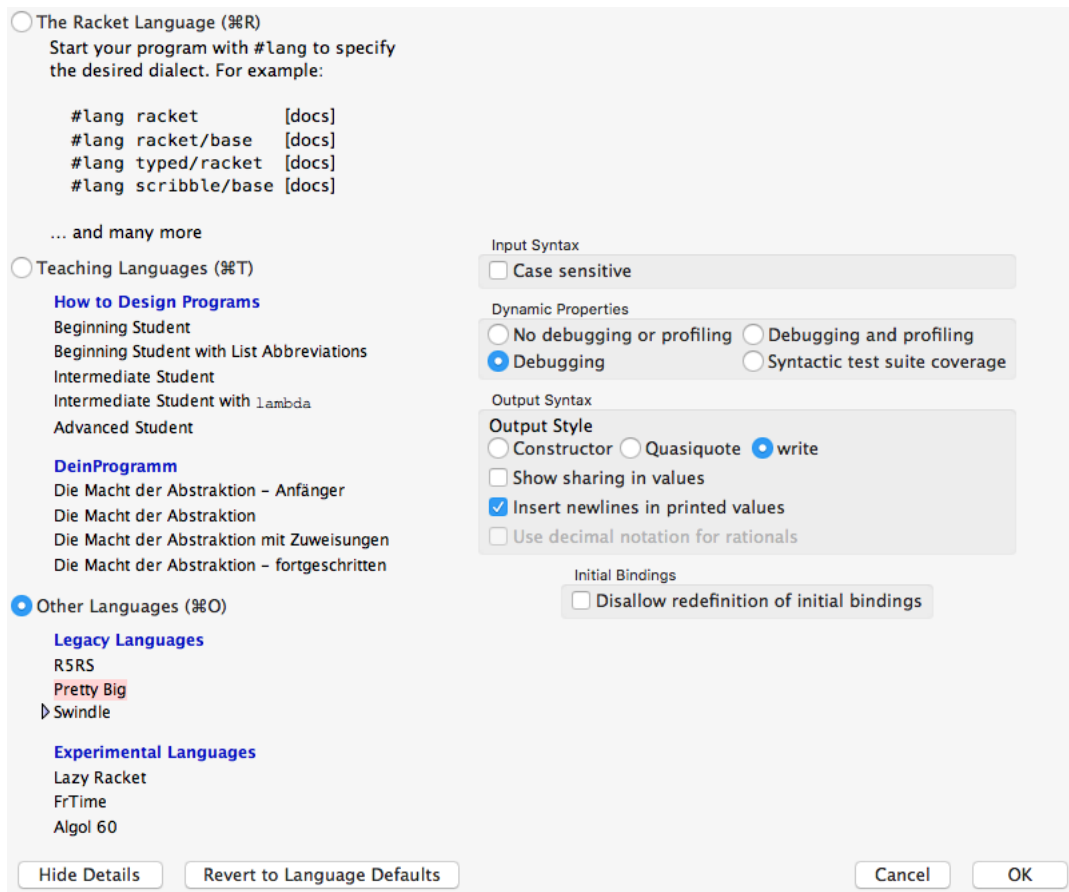 The Racket Language (⌘R)
Start your program with #lang to specify
the desired dialect. For example:
#lang racket [docs]
#lang racket/base [docs]
#lang typed/racket [docs]
#lang scribble/base [docs]
... and many more
Teaching Languages (⌘T)
How to Design Programs
Beginning Student
Beginning Student with List Abbreviations
Intermediate Student
Intermediate Student with lambda
Advanced Student
DeinProgramm
Die Macht der Abstraktion – Anfänger
Die Macht der Abstraktion
Die Macht der Abstraktion mit Zuweisungen
Die Macht der Abstraktion – fortgeschritten
Other Languages (⌘O)
Legacy Languages
R5RS
Pretty Big
Swindle
Experimental Languages
Lazy Racket
FrTime
Algol 60
Input Syntax
Case sensitive
Dynamic Properties
No debugging or profiling Debugging and profiling
Debugging Syntactic test suite coverage
Output Syntax
Output Style
Constructor Quasiquote write
Show sharing in values
Insert newlines in printed values
Use decimal notation for rationals
Initial Bindings
Disallow redefinition of initial bindings
Hide Details Revert to Language Defaults Cancel OK